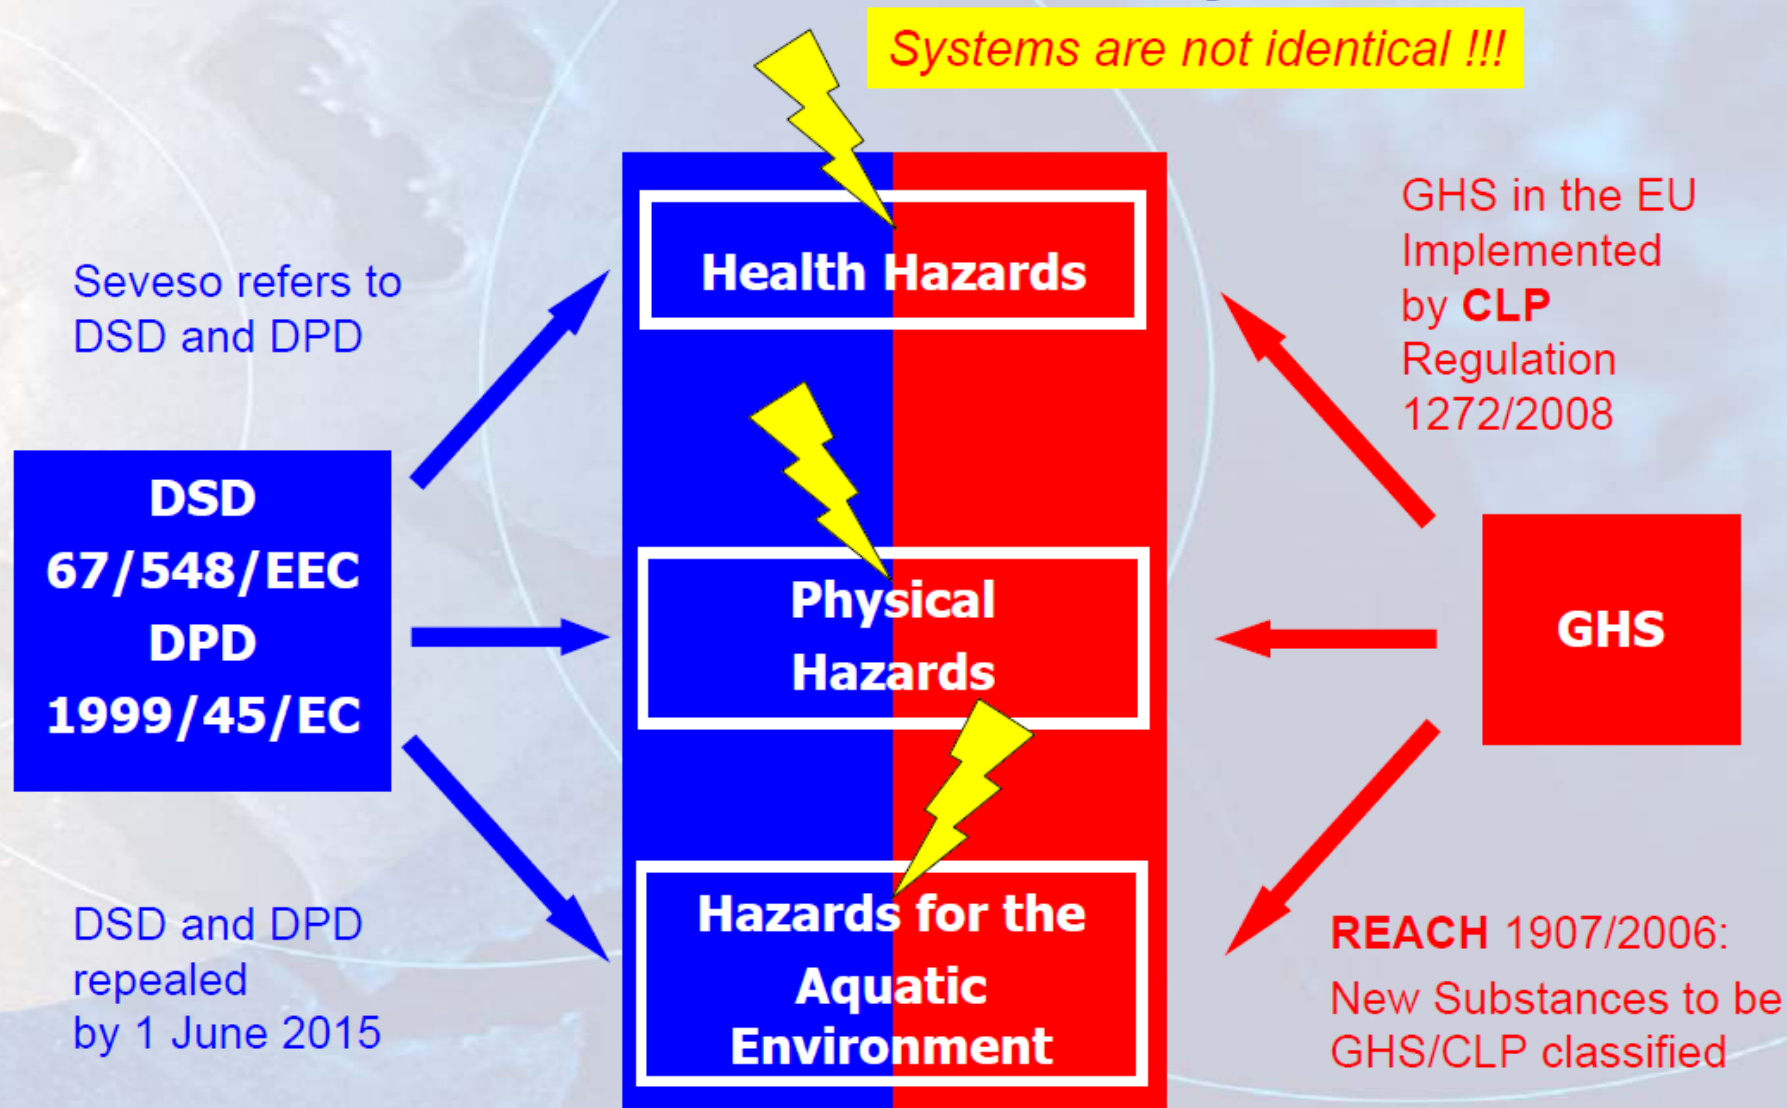 Systems are not identical !!!
Seveso refers to
DSD and DPD
DSD
67/548/EEC
DPD
1999/45/EC
DSD and DPD
repealed
by 1 June 2015
Health Hazards
Physical
Hazards
Hazards for the
Aquatic
Environment
GHS in the EU
Implemented
by CLP
Regulation
1272/2008
GHS
REACH 1907/2006:
New Substances to be
GHS/CLP classified